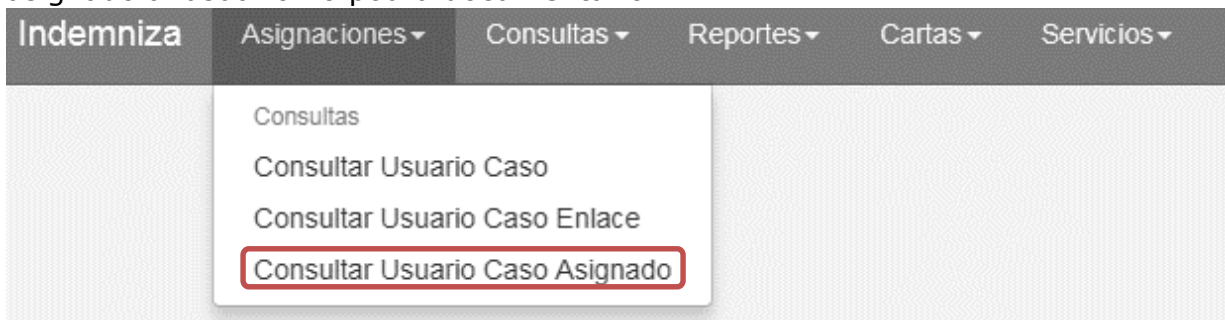 Indemniza Asignaciones Consultas Reportes Cartas Servicios
Consultas
Consultar Usuario Caso
Consultar Usuario Caso Enlace
Consultar Usuario Caso Asignado